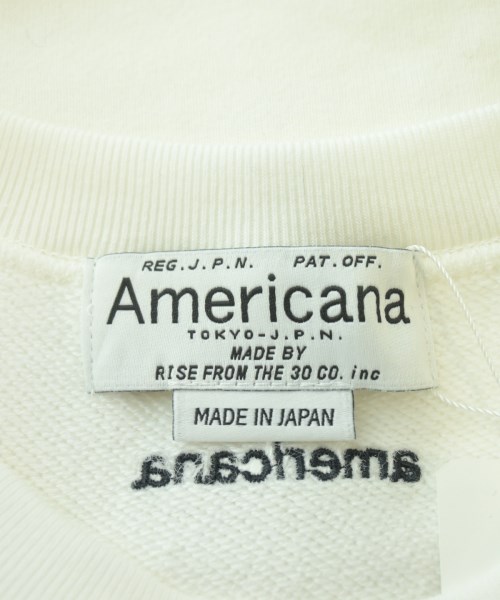 REG.J.P.N. PAT.OFF.
Americana
TOKYO-J.P.N.
MADE BY
RISE FROM THE 30 CO. inc
MADE IN JAPAN
americana